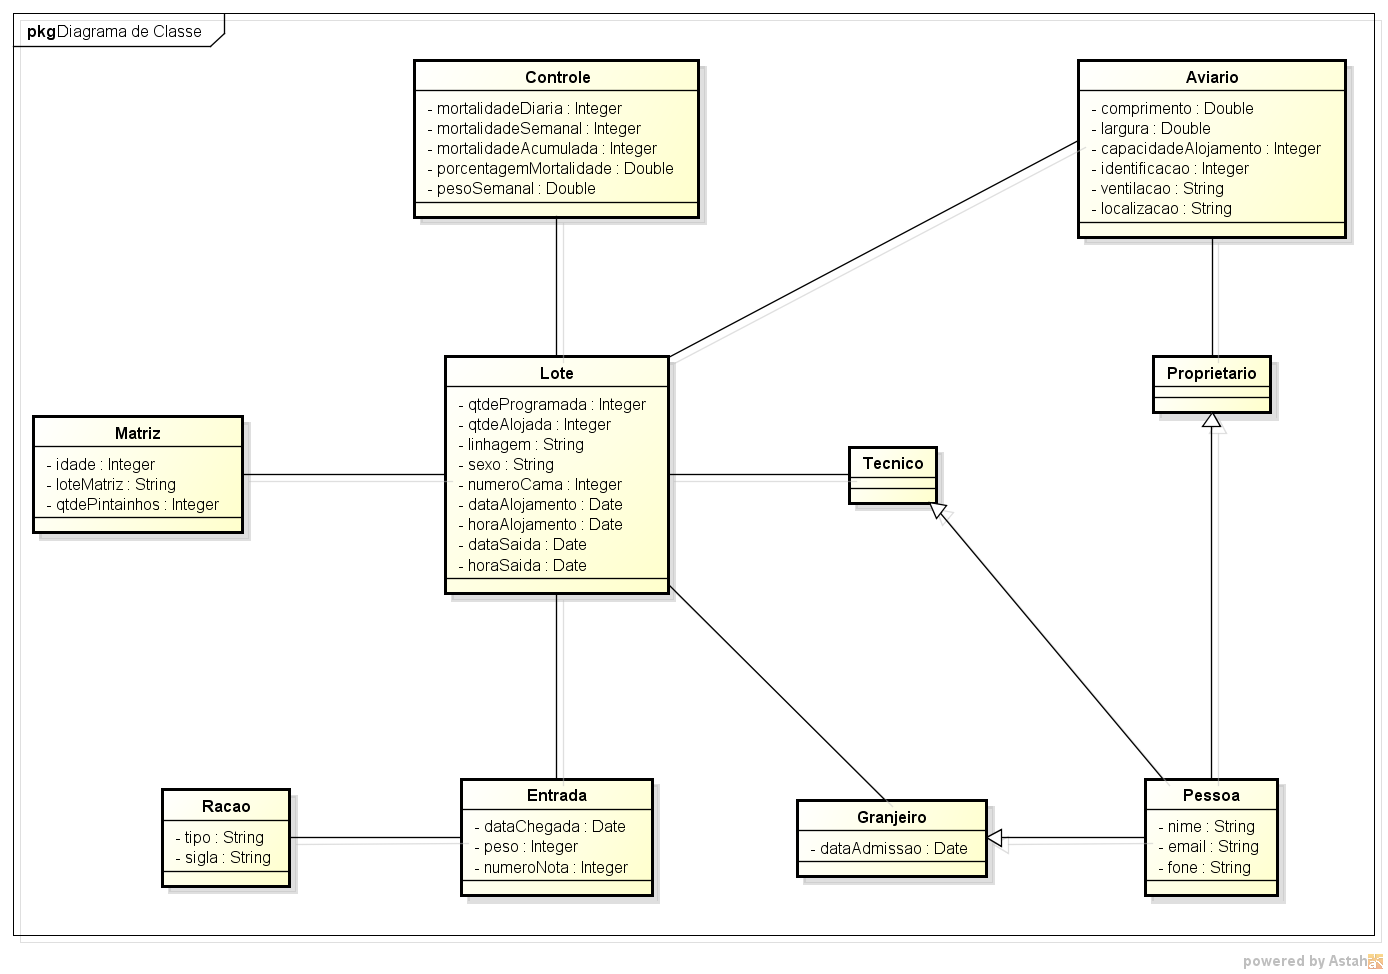 pkg Diagrama de Classe
Controle
- mortalidadeDiaria : Integer
- mortalidadeSemanal : Integer
- mortalidadeAcumulada : Integer
- porcentagemMortalidade : Double
- pesoSemanal : Double
Aviario
- comprimento : Double
- largura : Double
- capacidadeAlojamento : Integer
- identificacao : Integer
- ventilacao : String
- localizacao : String
Lote
- qtdeProgramada : Integer
- qtdeAlojada : Integer
- linhagem : String
- sexo : String
- numeroCama : Integer
- dataAlojamento : Date
- horaAlojamento : Date
- dataSaida : Date
- horaSaida : Date
Proprietario
Matriz
- idade : Integer
- loteMatriz : String
- qtdePintainhos : Integer
Tecnico
Racao
- tipo : String
- sigla : String
Entrada
- dataChegada : Date
- peso : Integer
- numeroNota : Integer
Granjeiro
- dataAdmissao : Date
Pessoa
- nime : String
- email : String
- fone : String
powered by Astah